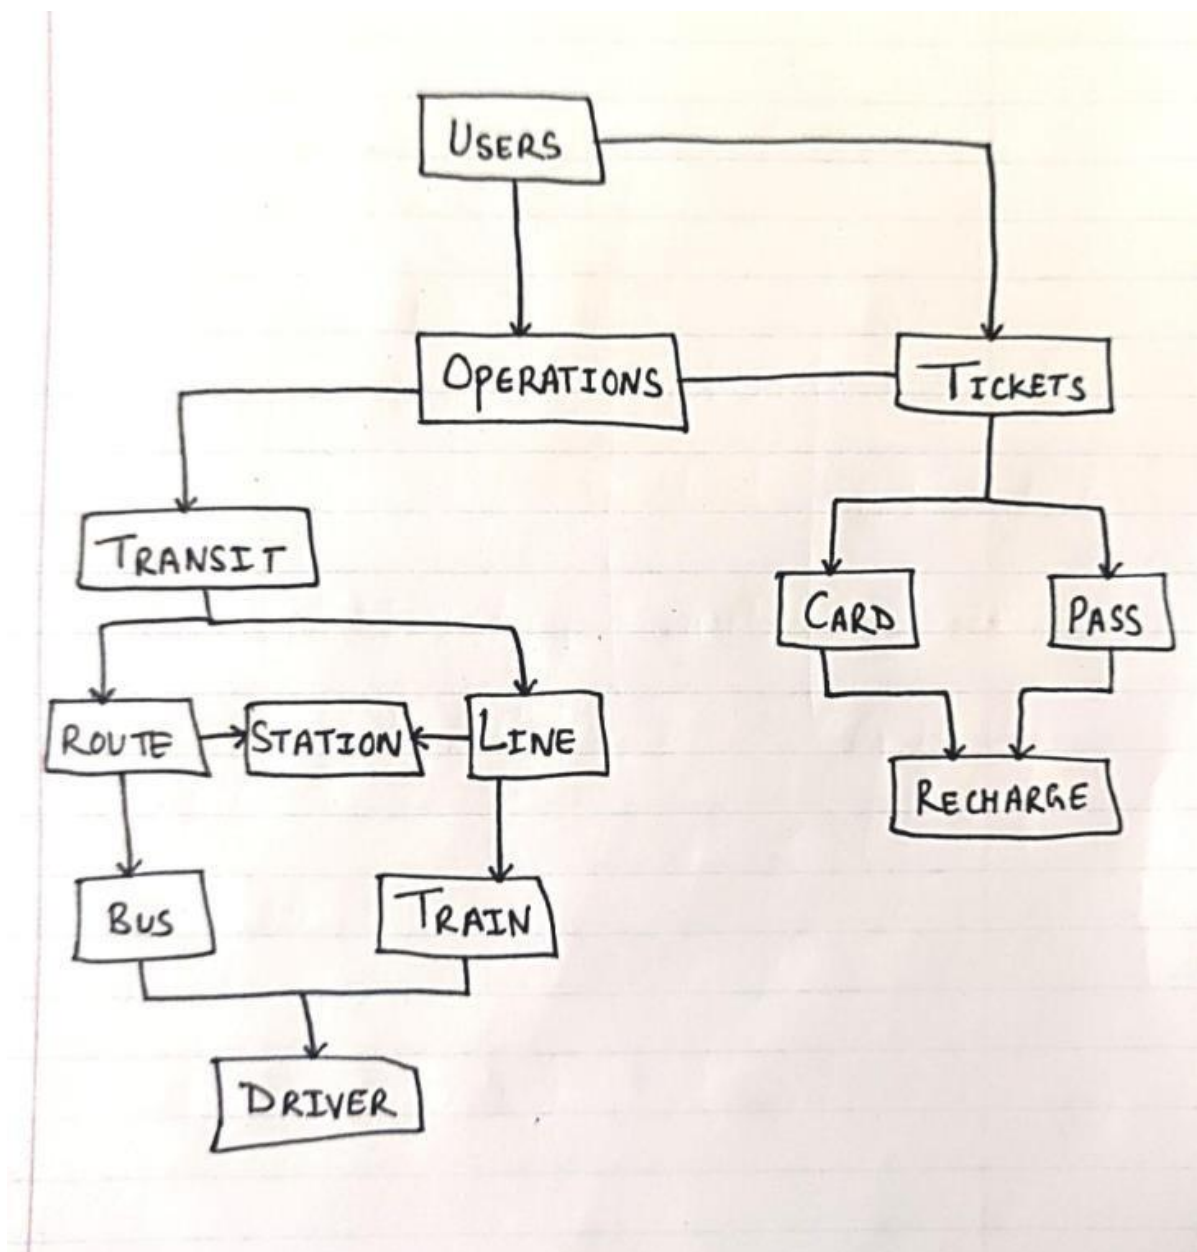 USERS
OPERATIONS
TICKETS
TRANSIT
CARD
PASS
ROUTE
STATION
LINE
RECHARGE
BUS
TRAIN
DRIVER